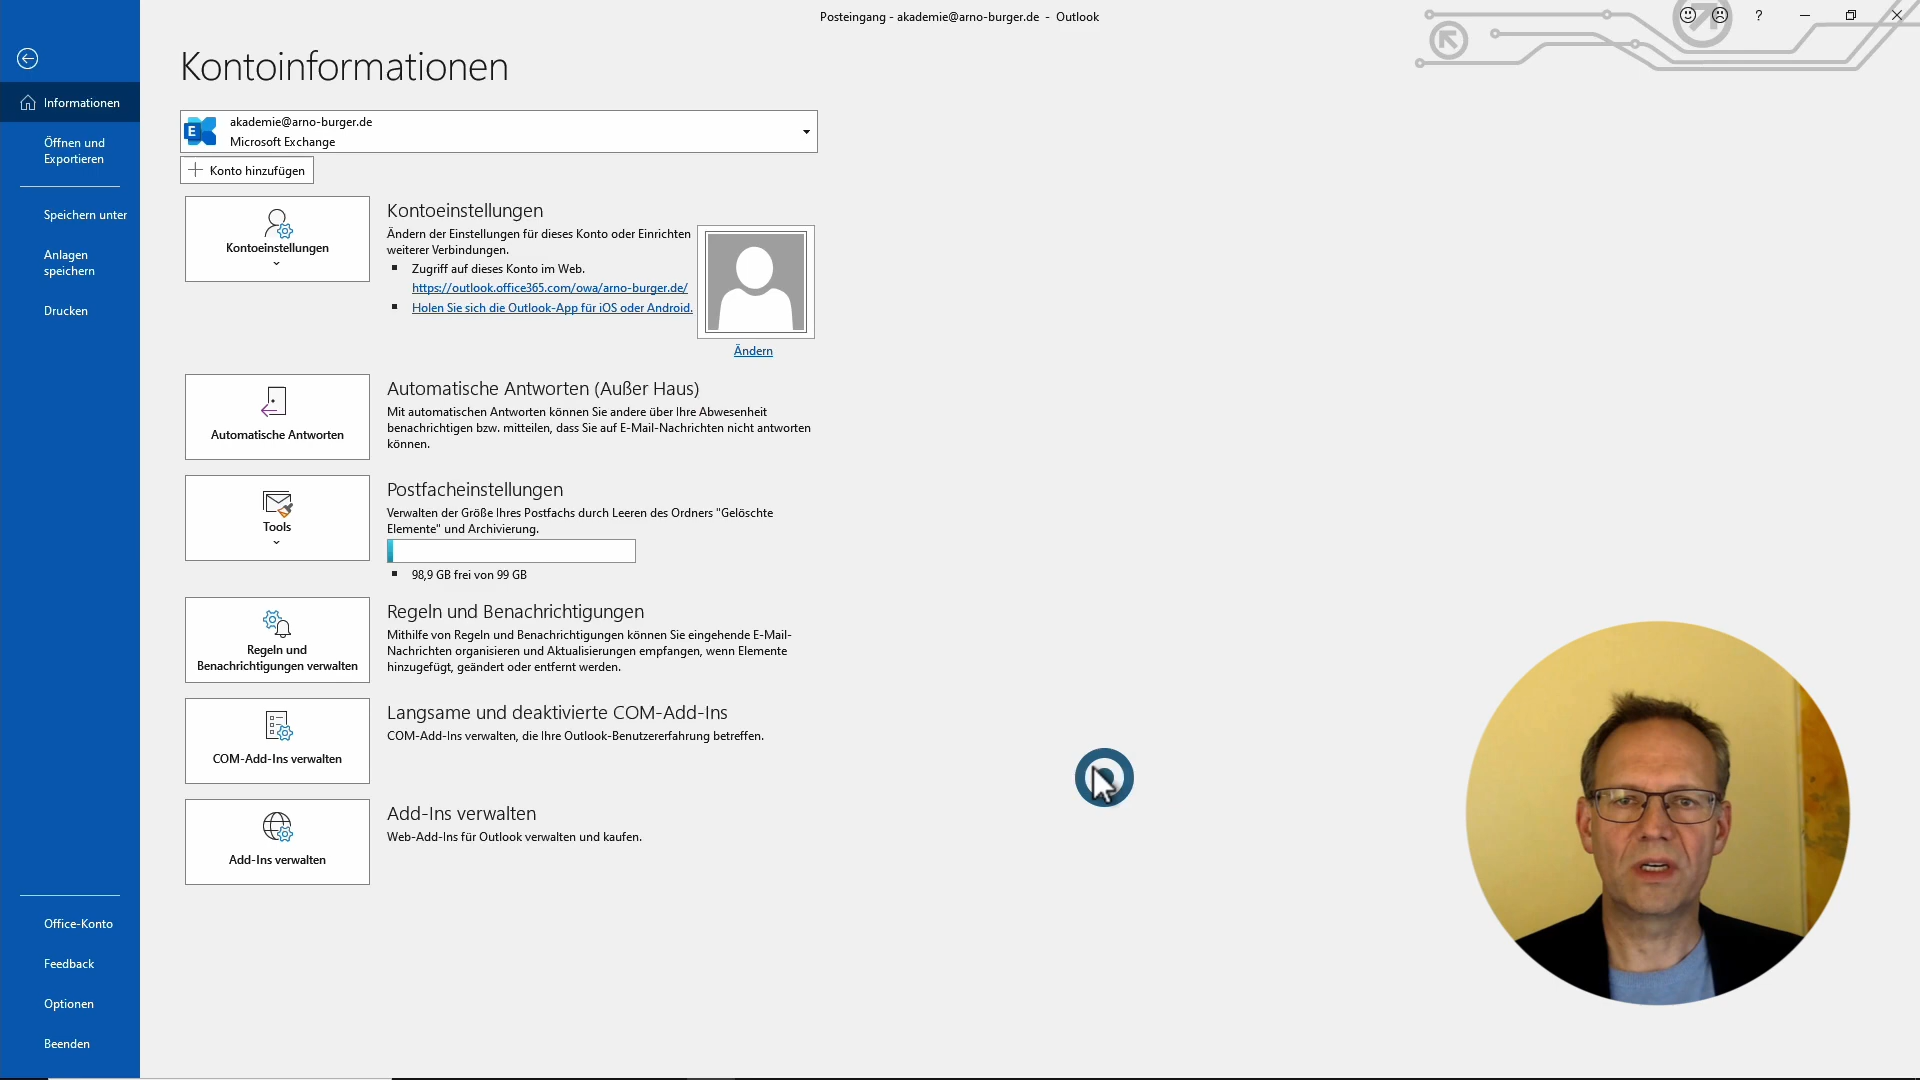 Posteingang - akademie@arno-burger.de - Outlook
?
Kontoinformationen
Informationen
Öffnen und
Exportieren
Speichern unter
Anlagen
speichern
Drucken
Office-Konto
Feedback
Optionen
Beenden
E
akademie@arno-burger.de
Microsoft Exchange
Konto hinzufügen
Kontoeinstellungen
Kontoeinstellungen
Ändern der Einstellungen für dieses Konto oder Einrichten
weiterer Verbindungen.
Zugriff auf dieses Konto im Web.
https://outlook.office365.com/owa/arno-burger.de/
Holen Sie sich die Outlook-App für iOS oder Android.
Ändern
Automatische Antworten
Automatische Antworten (Außer Haus)
Mit automatischen Antworten können Sie andere über Ihre Abwesenheit
benachrichtigen bzw. mitteilen, dass Sie auf E-Mail-Nachrichten nicht antworten
können.
Tools
Postfacheinstellungen
Verwalten der Größe Ihres Postfachs durch Leeren des Ordners "Gelöschte
Elemente" und Archivierung.
98,9 GB frei von 99 GB
Regeln und
Benachrichtigungen verwalten
Regeln und Benachrichtigungen
Mithilfe von Regeln und Benachrichtigungen können Sie eingehende E-Mail-
Nachrichten organisieren und Aktualisierungen empfangen, wenn Elemente
hinzugefügt, geändert oder entfernt werden.
COM-Add-Ins verwalten
Langsame und deaktivierte COM-Add-Ins
COM-Add-Ins verwalten, die Ihre Outlook-Benutzererfahrung betreffen.
Add-Ins verwalten
Add-Ins verwalten
Web-Add-Ins für Outlook verwalten und kaufen.